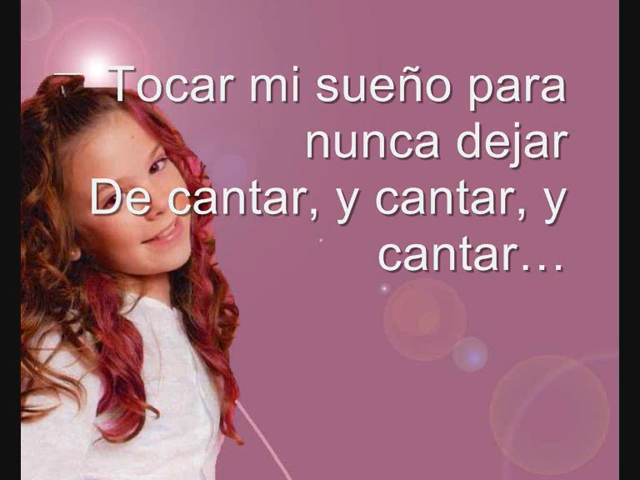 Tocar mi sueño para
nunca dejar
De cantar, y cantar, y
cantar…